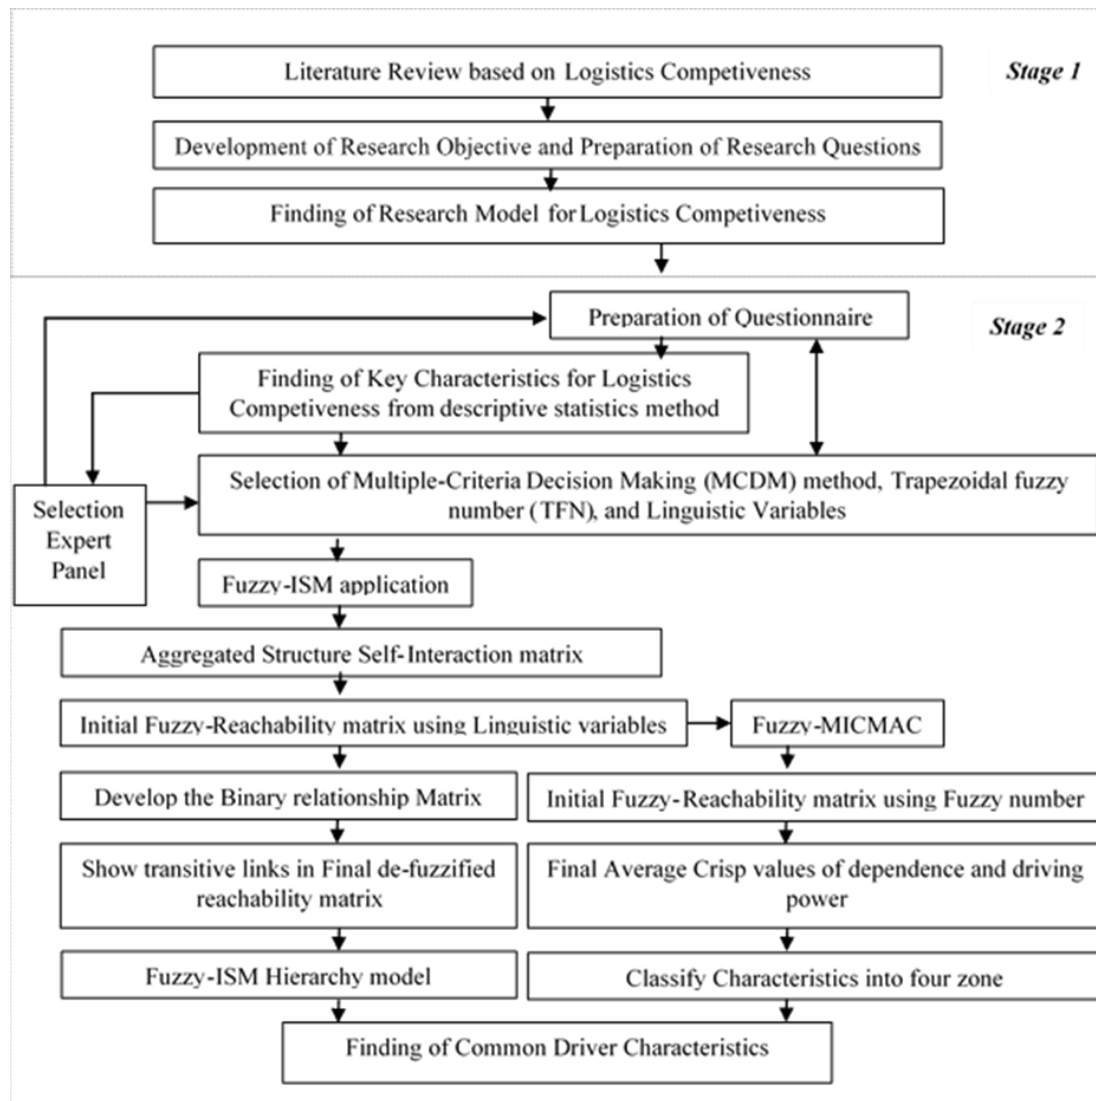 Literature Review based on Logistics Competiveness
Stage 1
Development of Research Objective and Preparation of Research Questions
Finding of Research Model for Logistics Competiveness
Preparation of Questionnaire
Stage 2
Finding of Key Characteristics for Logistics
Competiveness from descriptive statistics method
Selection of Multiple-Criteria Decision Making (MCDM) method, Trapezoidal fuzzy
number (TFN), and Linguistic Variables
Selection
Expert
Panel
Fuzzy-ISM application
Aggregated Structure Self-Interaction matrix
Initial Fuzzy-Reachability matrix using Linguistic variables
Fuzzy-MICMAC
Develop the Binary relationship Matrix
Initial Fuzzy-Reachability matrix using Fuzzy number
Show transitive links in Final de-fuzzified
reachability matrix
Final Average Crisp values of dependence and driving
power
Fuzzy-ISM Hierarchy model
Classify Characteristics into four zone
Finding of Common Driver Characteristics